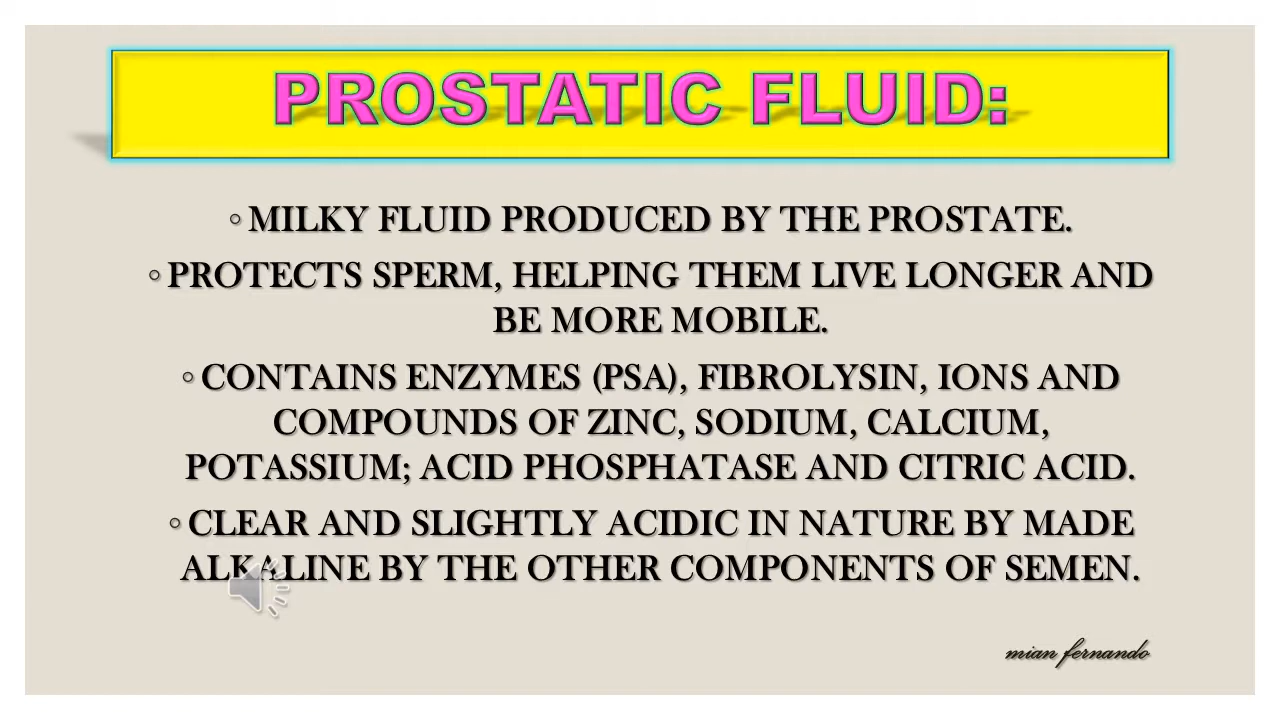 PROSTATIC FLUID:
◦ MILKY FLUID PRODUCED BY THE PROSTATE.
◦ PROTECTS SPERM, HELPING THEM LIVE LONGER AND
BE MORE MOBILE.
◦ CONTAINS ENZYMES (PSA), FIBROLYSIN, IONS AND
COMPOUNDS OF ZINC, SODIUM, CALCIUM,
POTASSIUM; ACID PHOSPHATASE AND CITRIC ACID.
◦ CLEAR AND SLIGHTLY ACIDIC IN NATURE BY MADE
ALKALINE BY THE OTHER COMPONENTS OF SEMEN.
mian fernando